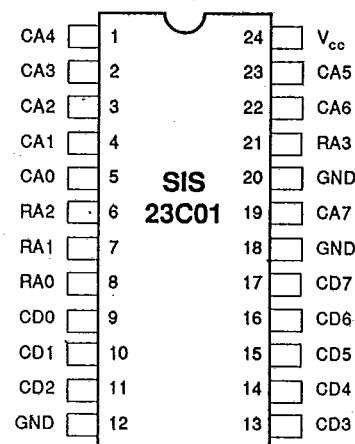 CA4 1 24 Vcc
CA3 2 23 CA5
CA2 3 22 CA6
CA1 4 21 RA3
CA0 5 SIS 20 GND
RA2 6 23C01 19 CA7
RA1 7 18 GND
RA0 8 17 CD7
CD0 9 16 CD6
CD1 10 15 CD5
CD2 11 14 CD4
GND 12 13 CD3